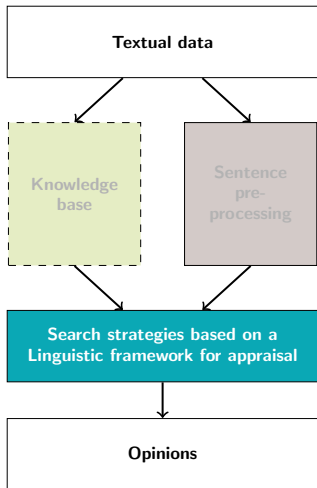 Textual data
Knowledge
base
Sentence
pre-
processing
Search strategies based on a
Linguistic framework for appraisal
Opinions